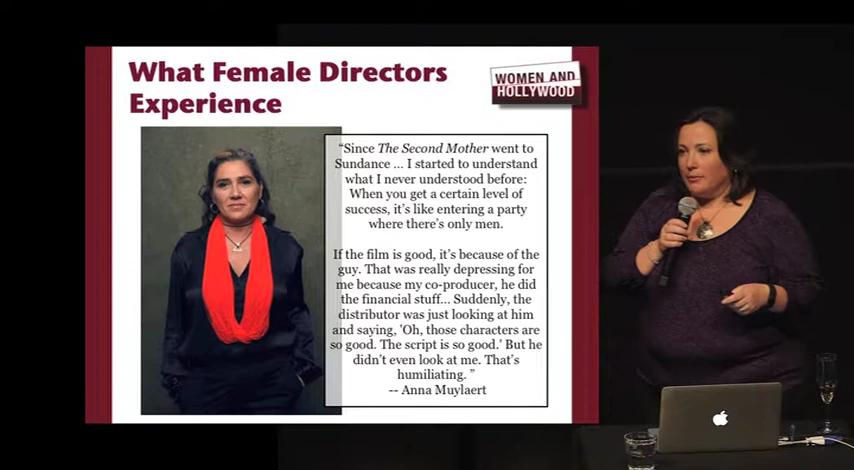 What Female Directors
Experience
WOMEN AND
HOLLYWOOD
“Since The Second Mother went to
Sundance ... I started to understand
what I never understood before:
When you get a certain level of
success, it’s like entering a party
where there’s only men.
If the film is good, it’s because of the
guy. That was really depressing for
me because my co-producer, he did
the financial stuff... Suddenly, the
distributor was just looking at him
and saying, 'Oh, those characters are
so good. The script is so good.' But he
didn’t even look at me. That’s
humiliating. ”
-- Anna Muylaert